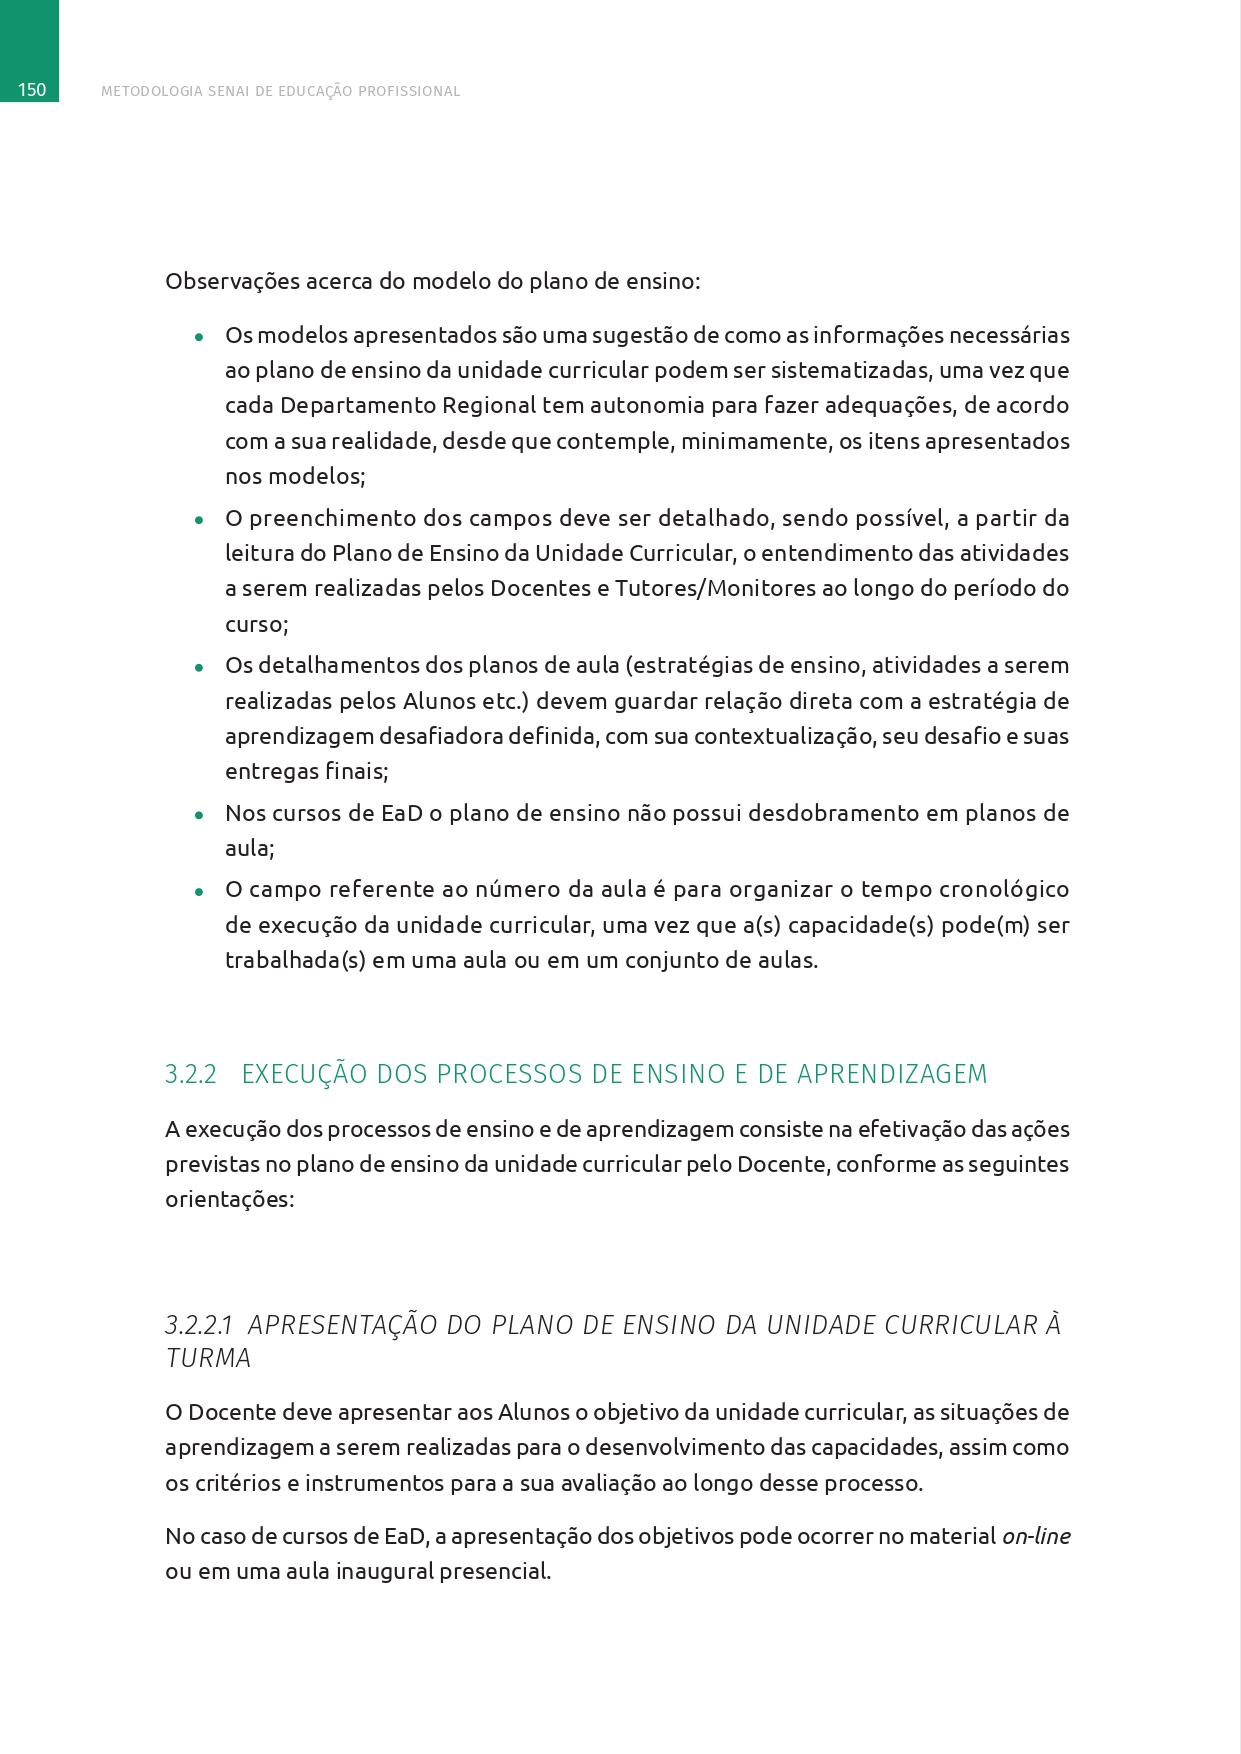 150
METODOLOGIA SENAI DE EDUCAÇÃO PROFISSIONAL
Observações acerca do modelo do plano de ensino:
• Os modelos apresentados são uma sugestão de como as informações necessárias
ao plano de ensino da unidade curricular podem ser sistematizadas, uma vez que
cada Departamento Regional tem autonomia para fazer adequações, de acordo
com a sua realidade, desde que contemple, minimamente, os itens apresentados
nos modelos;
• O preenchimento dos campos deve ser detalhado, sendo possível, a partir da
leitura do Plano de Ensino da Unidade Curricular, o entendimento das atividades
a serem realizadas pelos Docentes e Tutores/Monitores ao longo do período do
curso;
• Os detalhamentos dos planos de aula (estratégias de ensino, atividades a serem
realizadas pelos Alunos etc.) devem guardar relação direta com a estratégia de
aprendizagem desafiadora definida, com sua contextualização, seu desafio e suas
entregas finais;
• Nos cursos de EaD o plano de ensino não possui desdobramento em planos de
aula;
• O campo referente ao número da aula é para organizar o tempo cronológico
de execução da unidade curricular, uma vez que a(s) capacidade(s) pode(m) ser
trabalhada(s) em uma aula ou em um conjunto de aulas.
3.2.2 EXECUÇÃO DOS PROCESSOS DE ENSINO E DE APRENDIZAGEM
A execução dos processos de ensino e de aprendizagem consiste na efetivação das ações
previstas no plano de ensino da unidade curricular pelo Docente, conforme as seguintes
orientações:
3.2.2.1 APRESENTAÇÃO DO PLANO DE ENSINO DA UNIDADE CURRICULAR À
TURMA
O Docente deve apresentar aos Alunos o objetivo da unidade curricular, as situações de
aprendizagem a serem realizadas para o desenvolvimento das capacidades, assim como
os critérios e instrumentos para a sua avaliação ao longo desse processo.
No caso de cursos de EaD, a apresentação dos objetivos pode ocorrer no material on-line
ou em uma aula inaugural presencial.